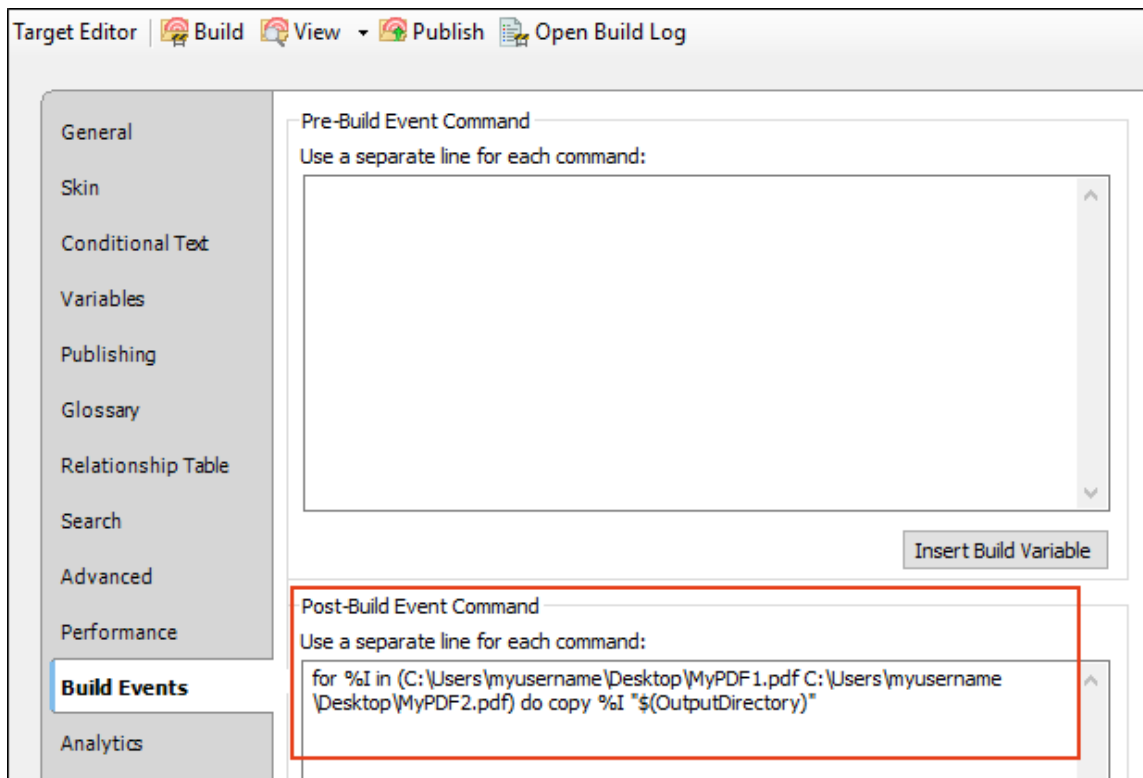 Target Editor Build View Publish Open Build Log
General
Skin
Conditional Text
Variables
Publishing
Glossary
Relationship Table
Search
Advanced
Performance
Build Events
Analytics
Pre-Build Event Command
Use a separate line for each command:
Insert Build Variable
Post-Build Event Command
Use a separate line for each command:
for %I in (C:\Users\myusername\Desktop\MyPDF1.pdf C:\Users\myusername
\Desktop\MyPDF2.pdf) do copy %I "$(OutputDirectory)"